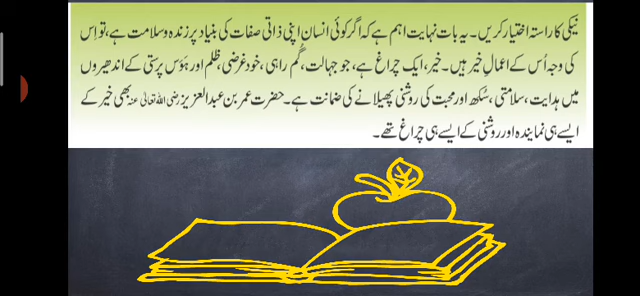 نیکی کا راستہ اختیار کریں۔ یہ بات نہایت اہم ہے کہ اگر کوئی انسان اپنی ذاتی صفات کی بنیاد پر زندہ و سلامت ہے، تو اِس
کی وجہ اُس کے اعمالِ خیر ہیں۔ خیر، ایک چراغ ہے، جو جہالت، گُم راہی، خود غرضی، ظلم اور ہَوَس پرستی کے اندھیروں
میں ہدایت، سلامتی، سُکھ اور محبت کی روشنی پھیلانے کی ضمانت ہے۔ حضرت عمر بن عبدالعزیز رضی اللہ تعالیٰ عنہ بھی خیر کے
ایسے ہی نمایندہ اور روشنی کے ایسے ہی چراغ تھے۔